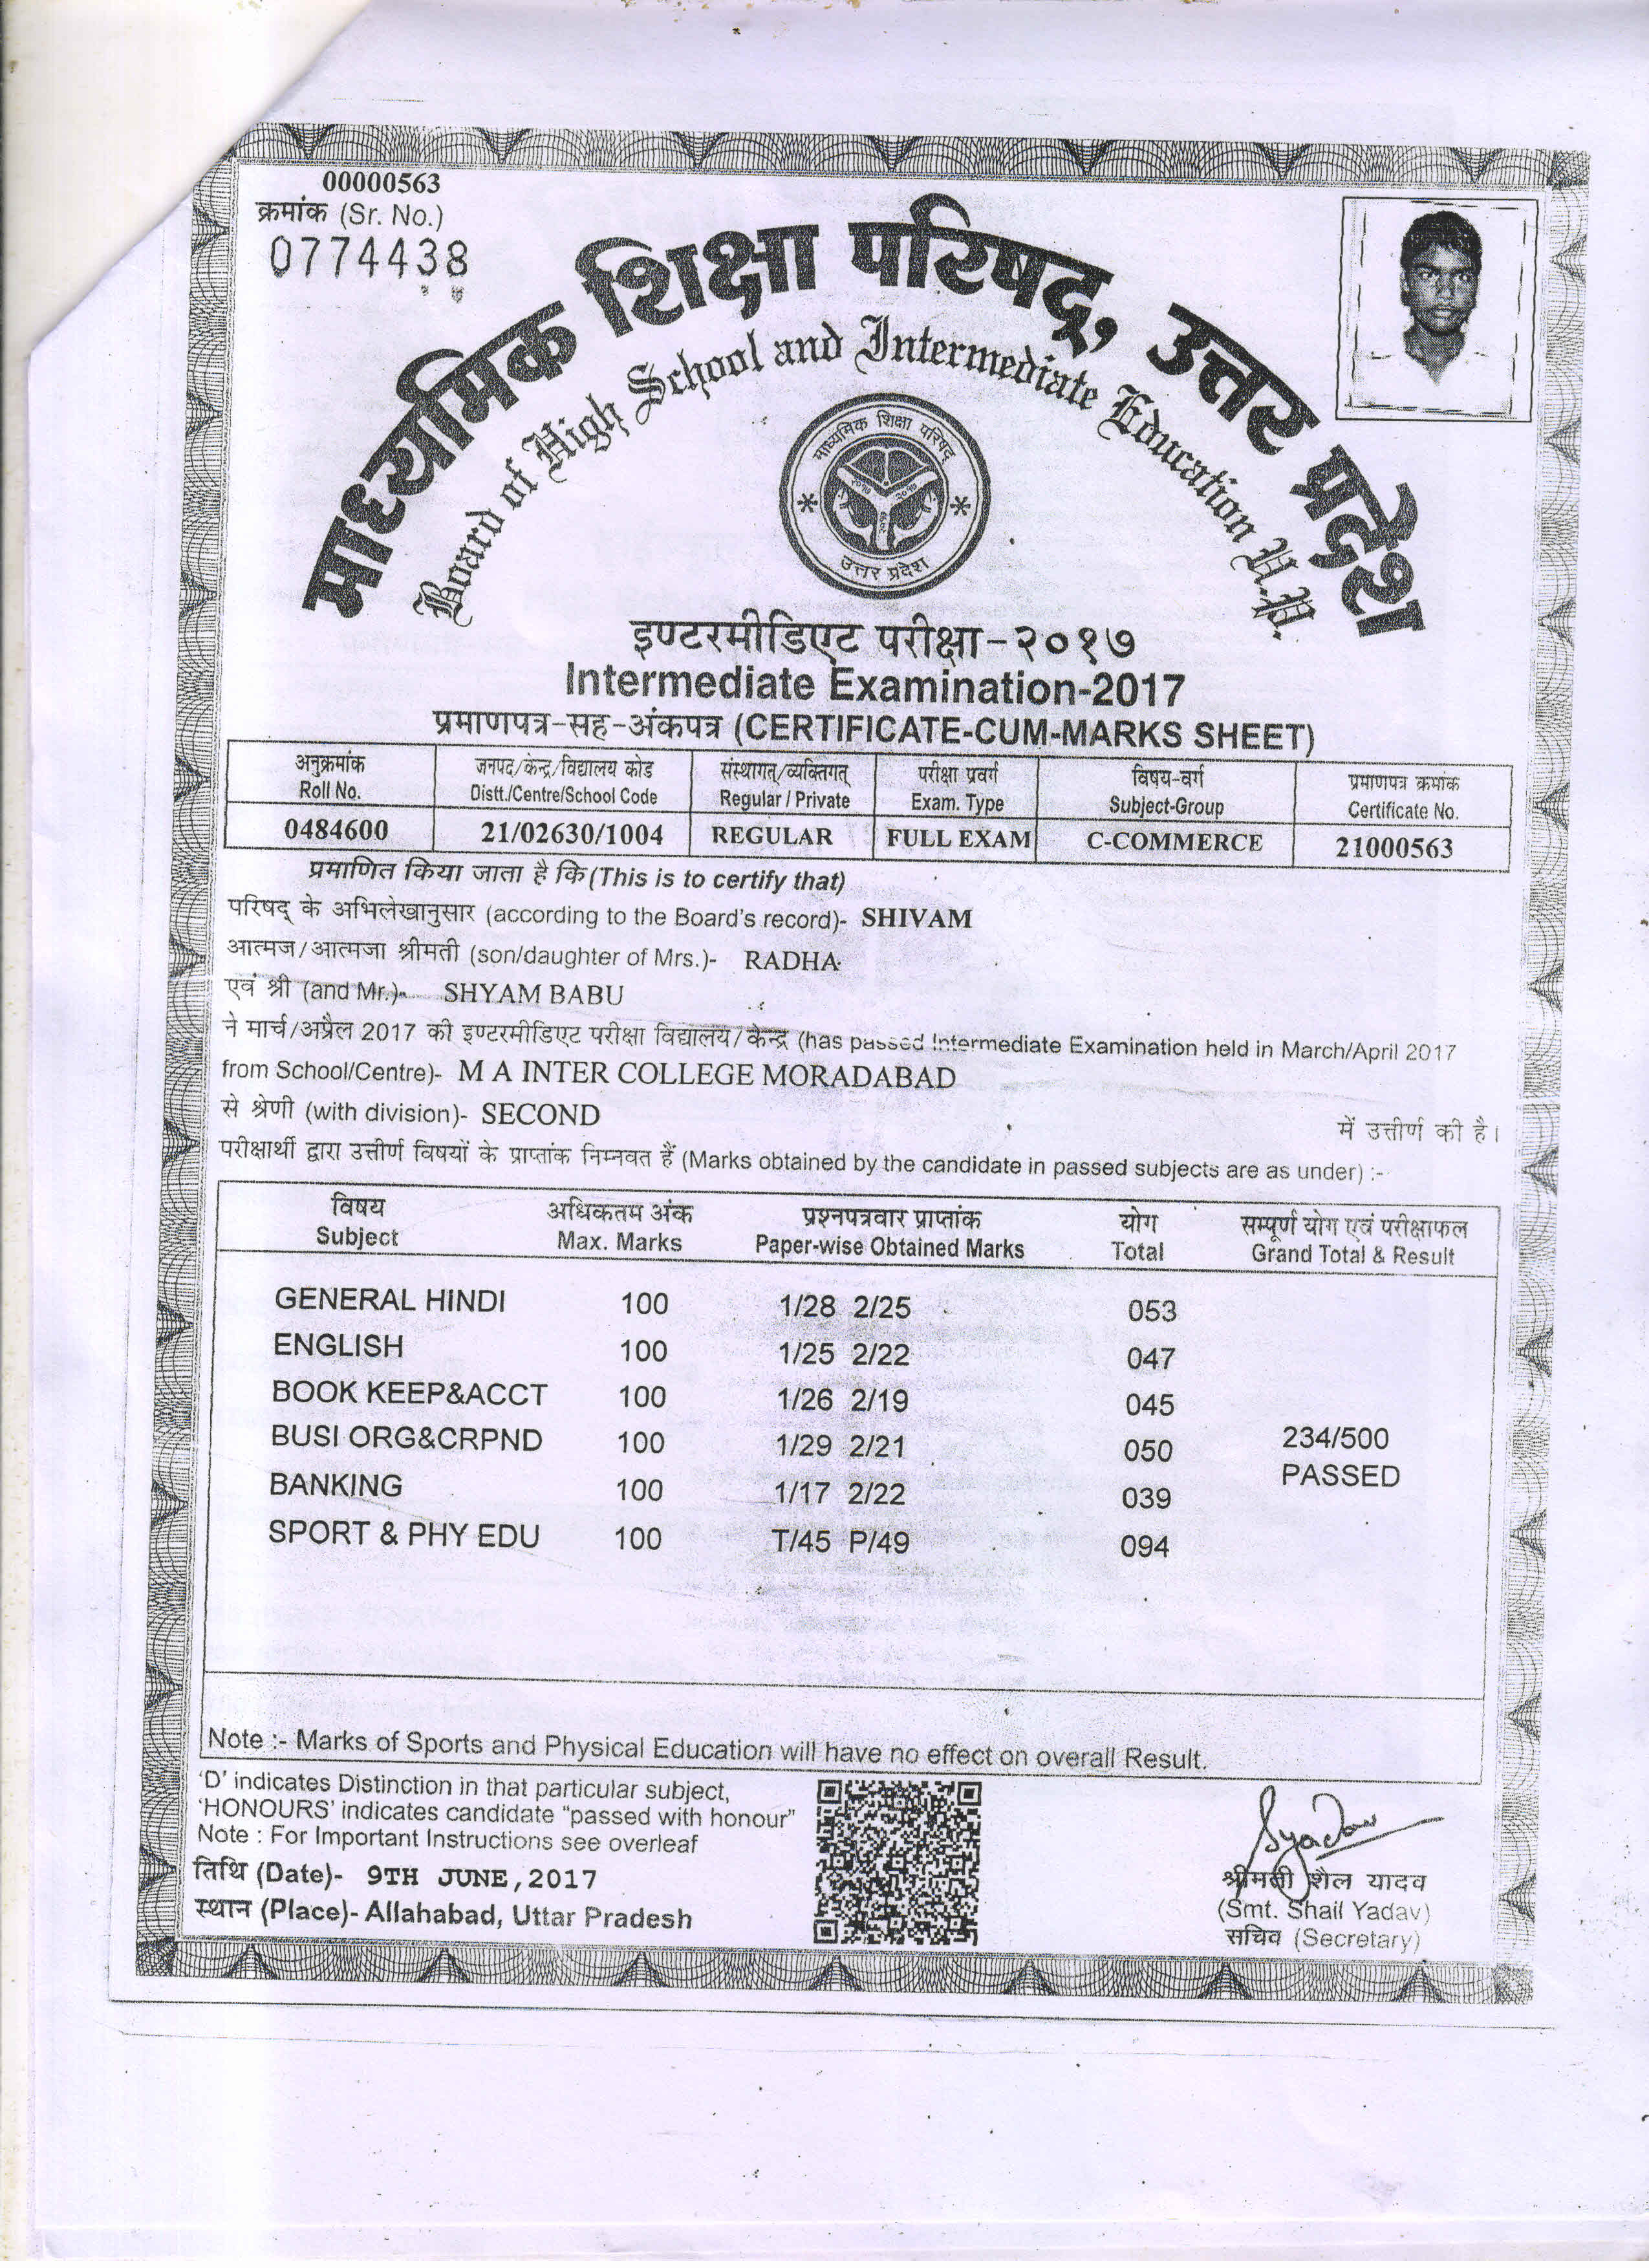 00000563
क्रमांक (Sr. No.)
0774438
माध्यमिक शिक्षा परिषद्, उत्तर प्रदेश
Board of High School and Intermediate Education U.P.
माध्यमिक शिक्षा परिषद्
उत्तर प्रदेश
इण्टरमीडिएट परीक्षा-२०१७
Intermediate Examination-2017
प्रमाणपत्र-सह-अंकपत्र (CERTIFICATE-CUM-MARKS SHEET)
अनुक्रमांक जनपद/केन्द्र/विद्यालय कोड संस्थागत्/व्यक्तिगत् परीक्षा प्रवर्ग विषय-वर्ग प्रमाणपत्र क्रमांक
Roll No. Distt./Centre/School Code Regular / Private Exam. Type Subject-Group Certificate No.
0484600 21/02630/1004 REGULAR FULL EXAM C-COMMERCE 21000563
प्रमाणित किया जाता है कि (This is to certify that)
परिषद् के अभिलेखानुसार (according to the Board's record)- SHIVAM
आत्मज/आत्मजा श्रीमती (son/daughter of Mrs.)- RADHA
एवं श्री (and Mr.)- SHYAM BABU
ने मार्च/अप्रैल 2017 की इण्टरमीडिएट परीक्षा विद्यालय/केन्द्र (has passed Intermediate Examination held in March/April 2017
from School/Centre)- M A INTER COLLEGE MORADABAD
से श्रेणी (with division)- SECOND में उत्तीर्ण की है।
परीक्षार्थी द्वारा उत्तीर्ण विषयों के प्राप्तांक निम्नवत हैं (Marks obtained by the candidate in passed subjects are as under) :-
विषय अधिकतम अंक प्रश्नपत्रवार प्राप्तांक योग सम्पूर्ण योग एवं परीक्षाफल
Subject Max. Marks Paper-wise Obtained Marks Total Grand Total & Result
GENERAL HINDI 100 1/28 2/25 053
ENGLISH 100 1/25 2/22 047
BOOK KEEP&ACCT 100 1/26 2/19 045
BUSI ORG&CRPND 100 1/29 2/21 050 234/500
BANKING 100 1/17 2/22 039 PASSED
SPORT & PHY EDU 100 T/45 P/49 094
Note :- Marks of Sports and Physical Education will have no effect on overall Result.
'D' indicates Distinction in that particular subject,
'HONOURS' indicates candidate "passed with honour"
Note : For Important Instructions see overleaf
तिथि (Date)- 9TH JUNE,2017
स्थान (Place)- Allahabad, Uttar Pradesh
Syadav
श्रीमती शैल यादव
(Smt. Shail Yadav)
सचिव (Secretary)